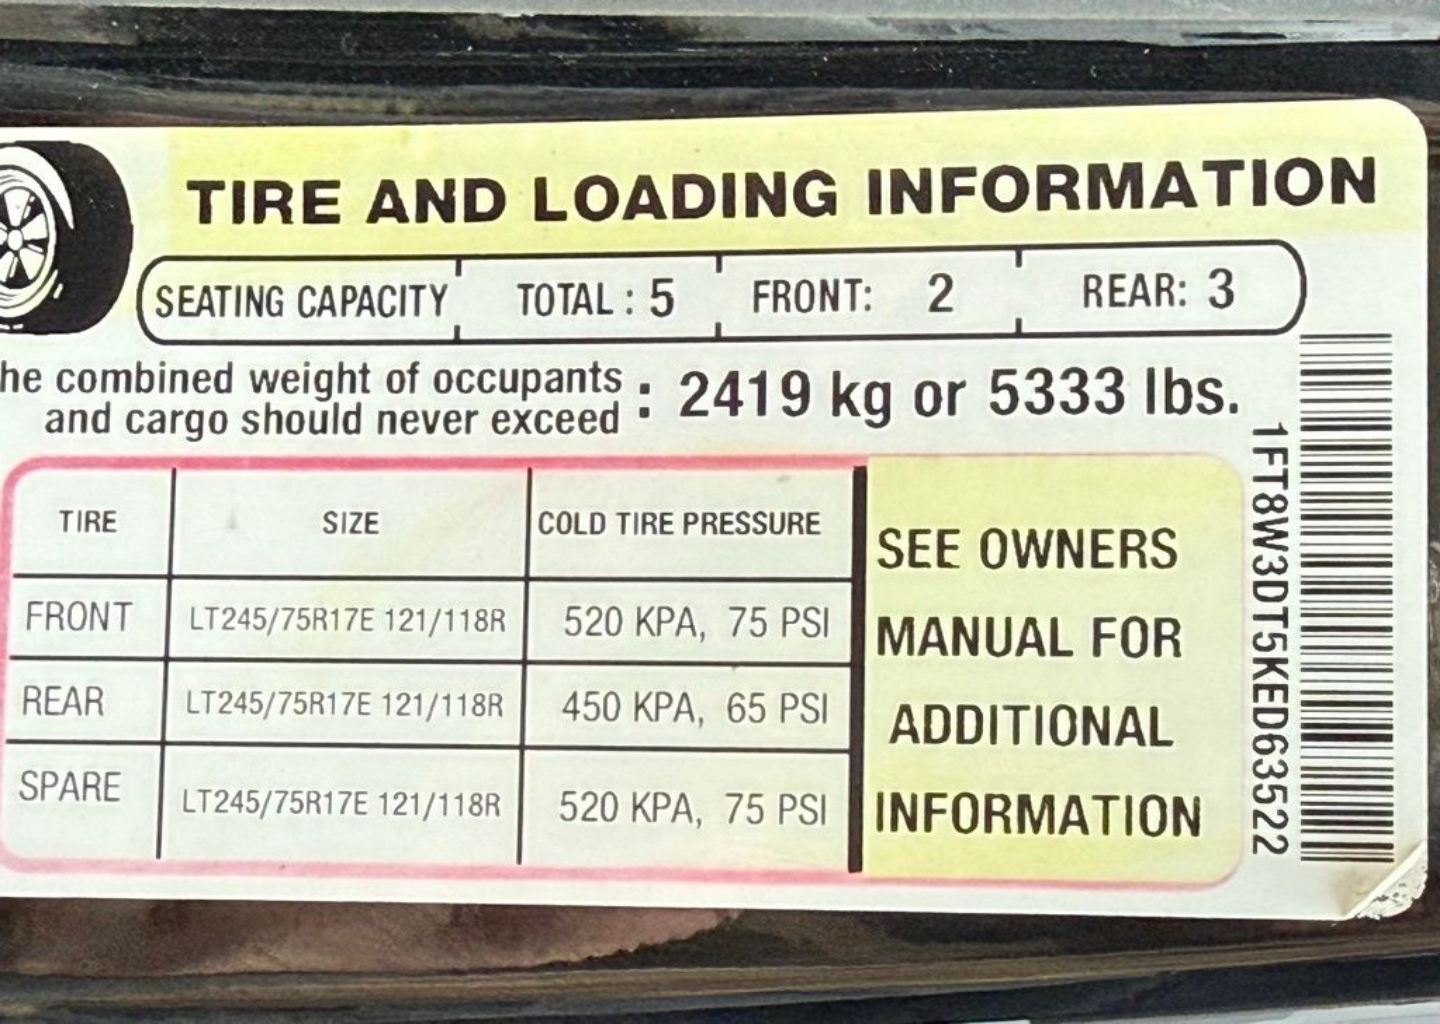 TIRE AND LOADING INFORMATION
SEATING CAPACITY TOTAL : 5 FRONT: 2 REAR: 3
he combined weight of occupants
and cargo should never exceed : 2419 kg or 5333 lbs.
TIRE SIZE COLD TIRE PRESSURE
FRONT LT245/75R17E 121/118R 520 KPA, 75 PSI
REAR LT245/75R17E 121/118R 450 KPA, 65 PSI
SPARE LT245/75R17E 121/118R 520 KPA, 75 PSI
SEE OWNERS
MANUAL FOR
ADDITIONAL
INFORMATION
1FT8W3DT5KED63522